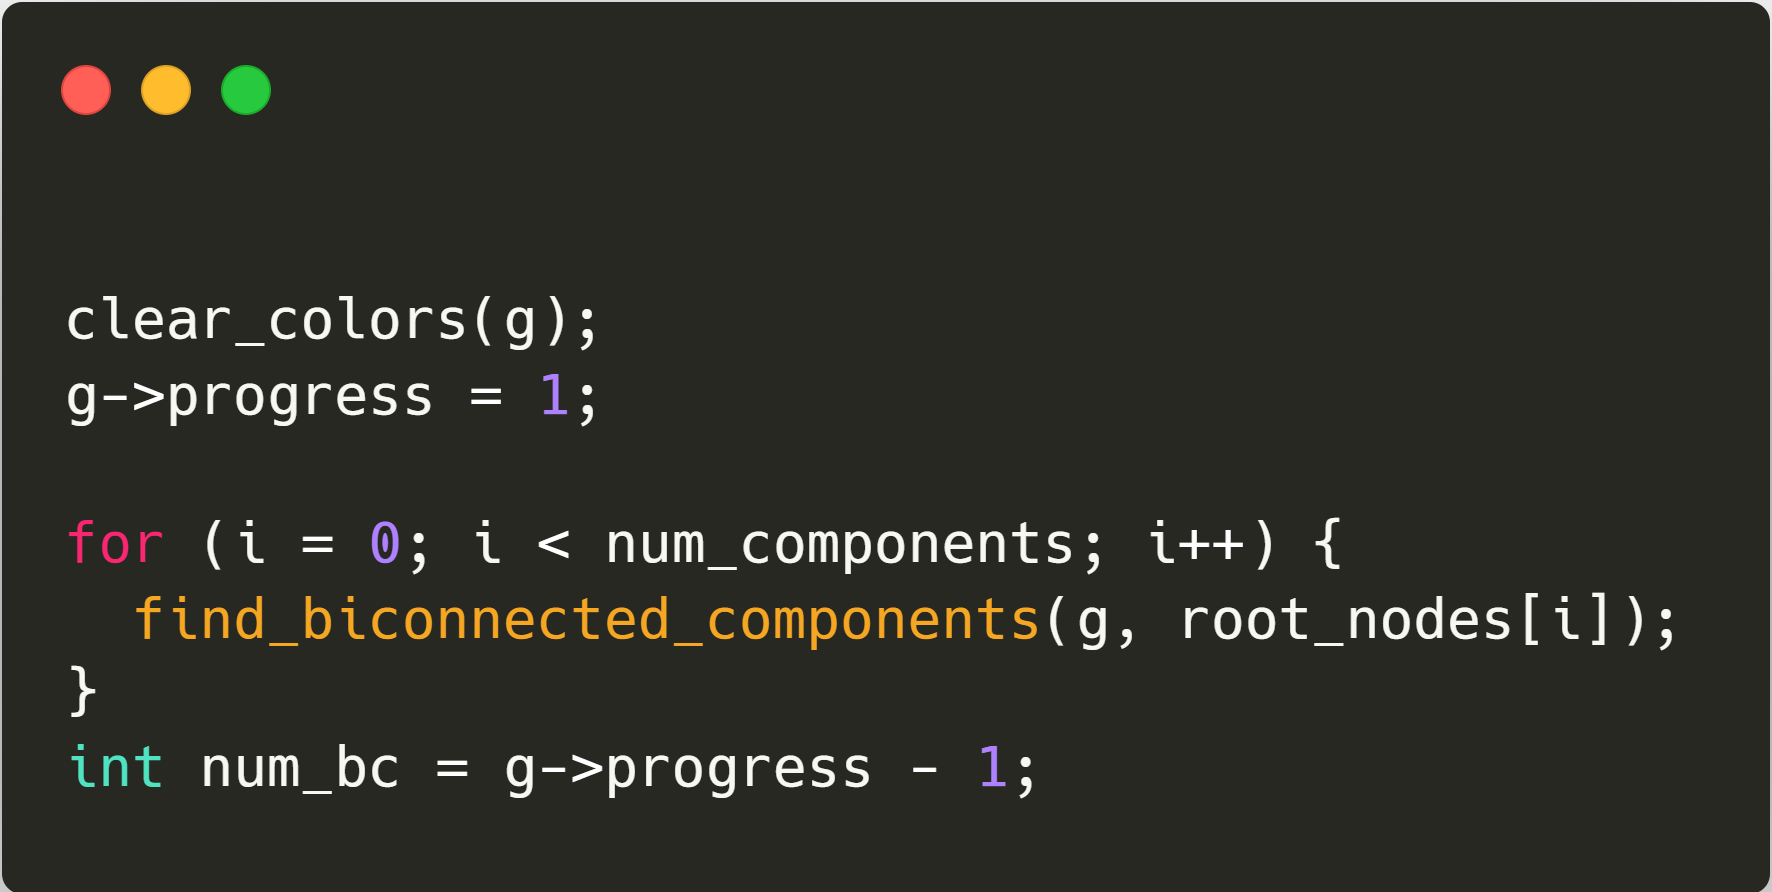 clear_colors(g);
g->progress = 1;
for (i = 0; i < num_components; i++) {
  find_biconnected_components(g, root_nodes[i]);
}
int num_bc = g->progress - 1;